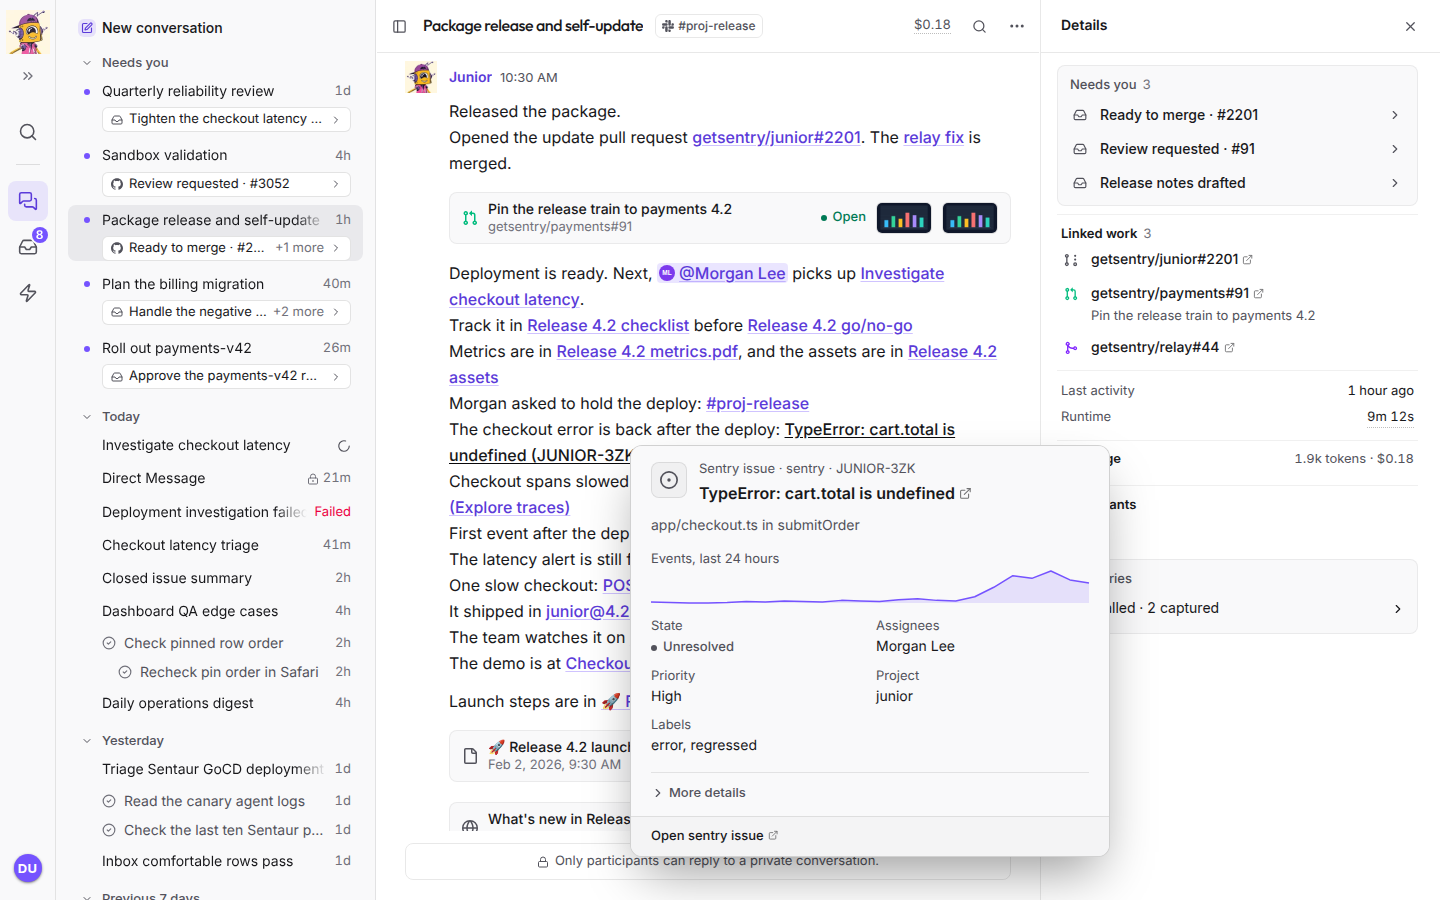 New conversation
Needs you
Quarterly reliability review 1d
Tighten the checkout latency ...
Sandbox validation 4h
Review requested · #3052
Package release and self-update 1h
Ready to merge · #2... +1 more
Plan the billing migration 40m
Handle the negative ... +2 more
Roll out payments-v42 26m
Approve the payments-v42 r...
Today
Investigate checkout latency
Direct Message 21m
Deployment investigation failed Failed
Checkout latency triage 41m
Closed issue summary 2h
Dashboard QA edge cases 4h
Check pinned row order 2h
Recheck pin order in Safari 2h
Daily operations digest 4h
Yesterday
Triage Sentaur GoCD deployment 1d
Read the canary agent logs 1d
Check the last ten Sentaur p... 1d
Inbox comfortable rows pass 1d
Previous 7 days
8
DU
Package release and self-update #proj-release $0.18
Junior 10:30 AM
Released the package.
Opened the update pull request getsentry/junior#2201. The relay fix is
merged.
Pin the release train to payments 4.2
getsentry/payments#91
Open
Deployment is ready. Next, ML @Morgan Lee picks up Investigate
checkout latency.
Track it in Release 4.2 checklist before Release 4.2 go/no-go
Metrics are in Release 4.2 metrics.pdf, and the assets are in Release 4.2
assets
Morgan asked to hold the deploy: #proj-release
The checkout error is back after the deploy: TypeError: cart.total is
undefined (JUNIOR-3ZK
Checkout spans slowed
(Explore traces)
First event after the dep
The latency alert is still f
One slow checkout: POS
It shipped in junior@4.2
The team watches it on
The demo is at Checkou
Launch steps are in 🚀
🚀 Release 4.2 launch
Feb 2, 2026, 9:30 AM
What's new in Releas
Only participants can reply to a private conversation.
Sentry issue · sentry · JUNIOR-3ZK
TypeError: cart.total is undefined
app/checkout.ts in submitOrder
Events, last 24 hours
State
Unresolved
Assignees
Morgan Lee
Priority
High
Project
junior
Labels
error, regressed
More details
Open sentry issue
Details
Needs you 3
Ready to merge · #2201
Review requested · #91
Release notes drafted
Linked work 3
getsentry/junior#2201
getsentry/payments#91
Pin the release train to payments 4.2
getsentry/relay#44
Last activity 1 hour ago
Runtime 9m 12s
ge 1.9k tokens · $0.18
ants
ries
lled · 2 captured